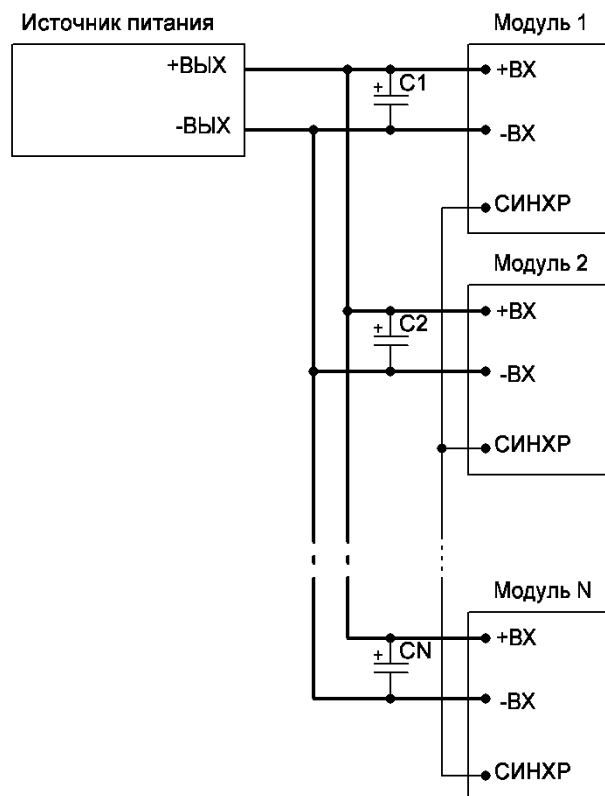 Источник питания
+ВЫХ
-ВЫХ
Модуль 1
+ C1
+ВХ
-ВХ
СИНХР
Модуль 2
+ C2
+ВХ
-ВХ
СИНХР
Модуль N
+ CN
+ВХ
-ВХ
СИНХР